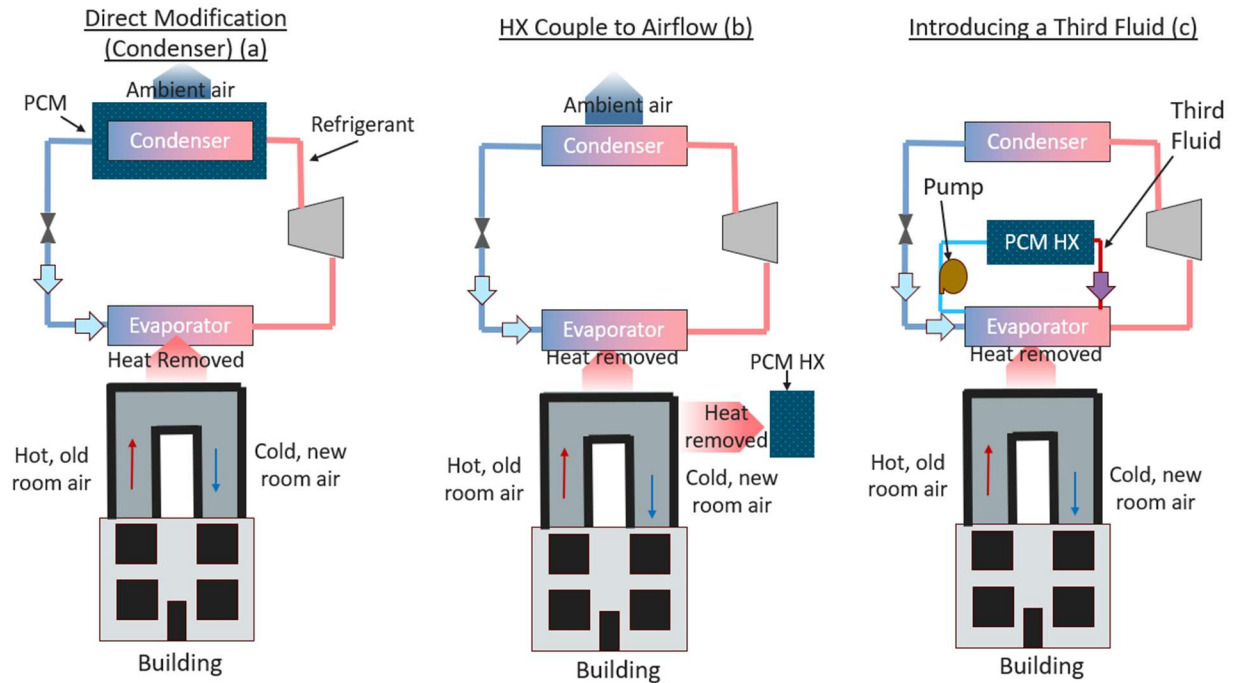 Direct Modification
(Condenser) (a)
Ambient air
PCM
Condenser
Refrigerant
Evaporator
Heat Removed
Hot, old
room air
Cold, new
room air
Building
HX Couple to Airflow (b)
Ambient air
Condenser
Evaporator
Heat removed
PCM HX
Heat
removed
Hot, old
room air
Cold, new
room air
Building
Introducing a Third Fluid (c)
Condenser
Third
Fluid
Pump
PCM HX
Evaporator
Heat removed
Hot, old
room air
Cold, new
room air
Building